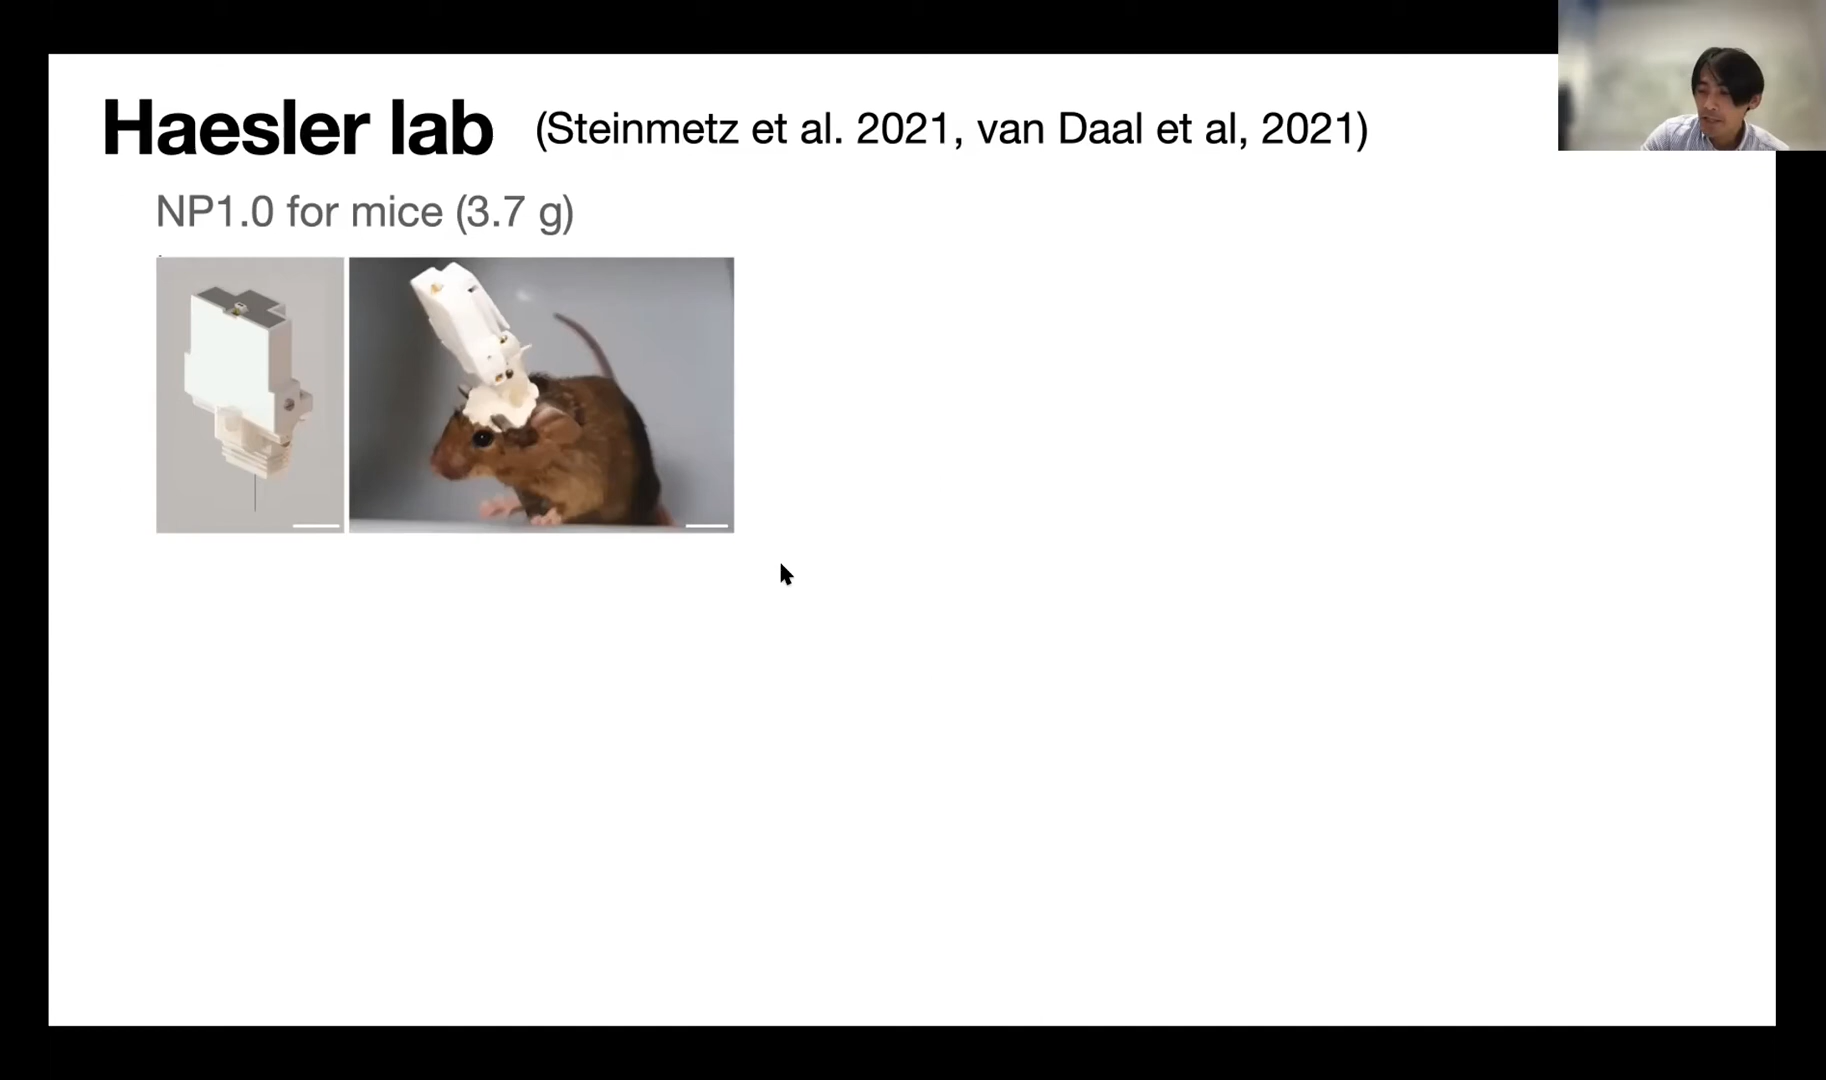 Haesler lab (Steinmetz et al. 2021, van Daal et al, 2021)
NP1.0 for mice (3.7 g)